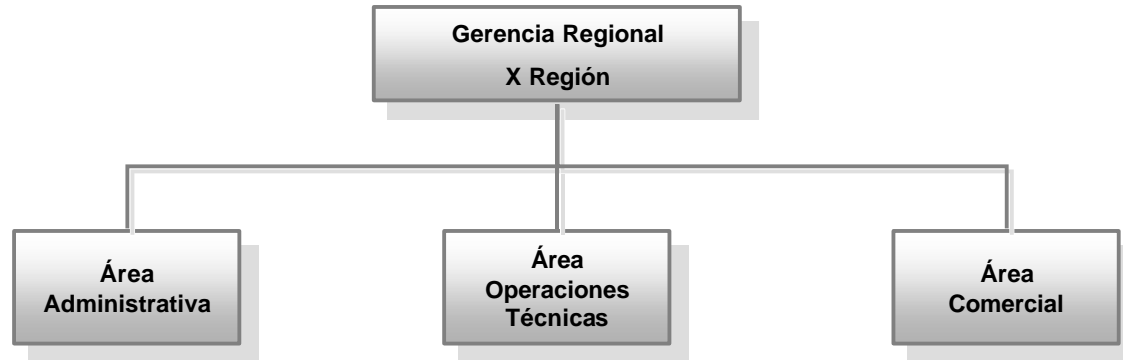 Gerencia Regional
X Región
Área
Administrativa
Área
Operaciones
Técnicas
Área
Comercial